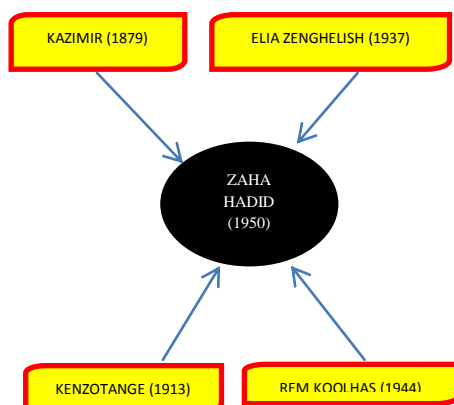 KAZIMIR (1879)
ELIA ZENGHELISH (1937)
ZAHA
HADID
(1950)
KENZOTANGE (1913)
REM KOOLHAS (1944)